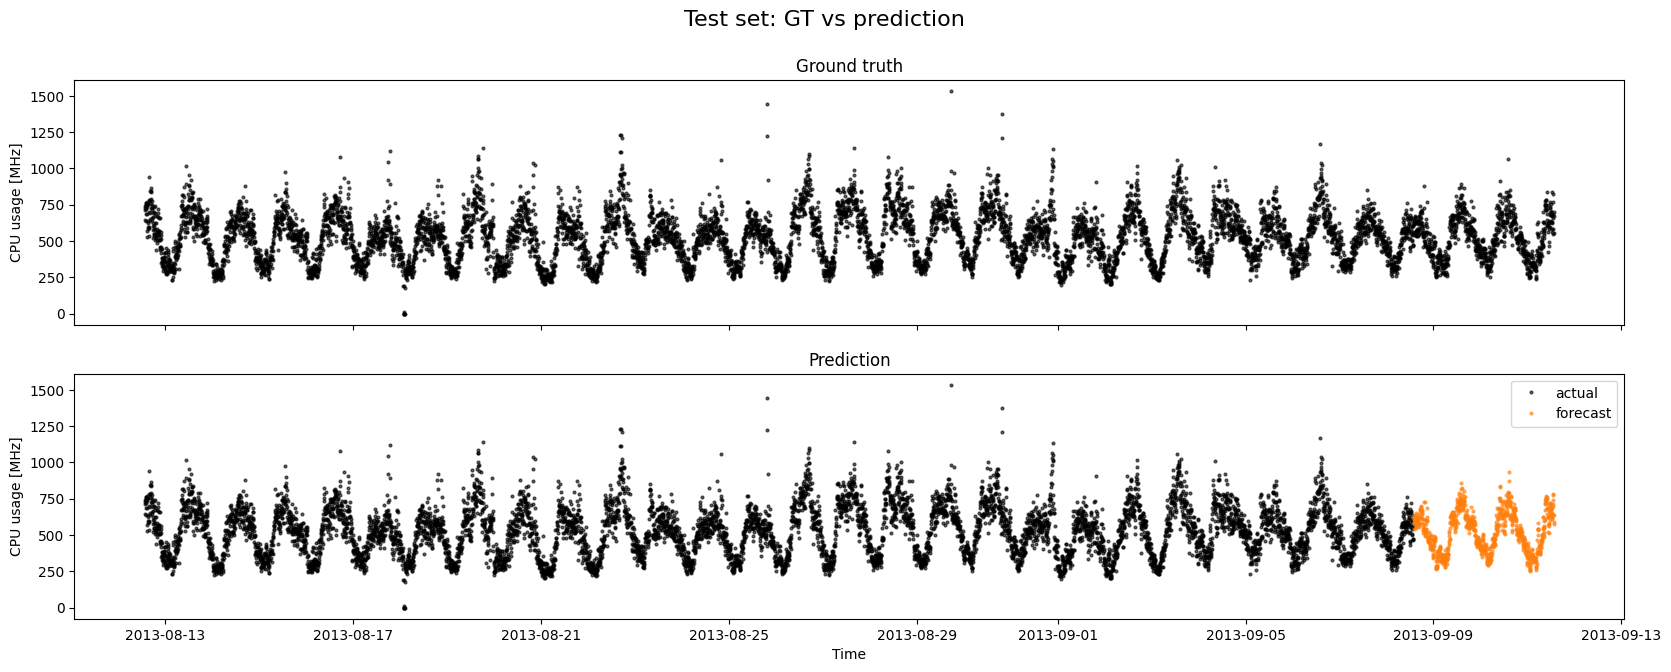 Test set: GT vs prediction
Ground truth
CPU usage [MHz]
1500
1250
1000
750
500
250
0
Prediction
CPU usage [MHz]
1500
1250
1000
750
500
250
0
actual
forecast
2013-08-13 2013-08-17 2013-08-21 2013-08-25 2013-08-29 2013-09-01 2013-09-05 2013-09-09 2013-09-13
Time